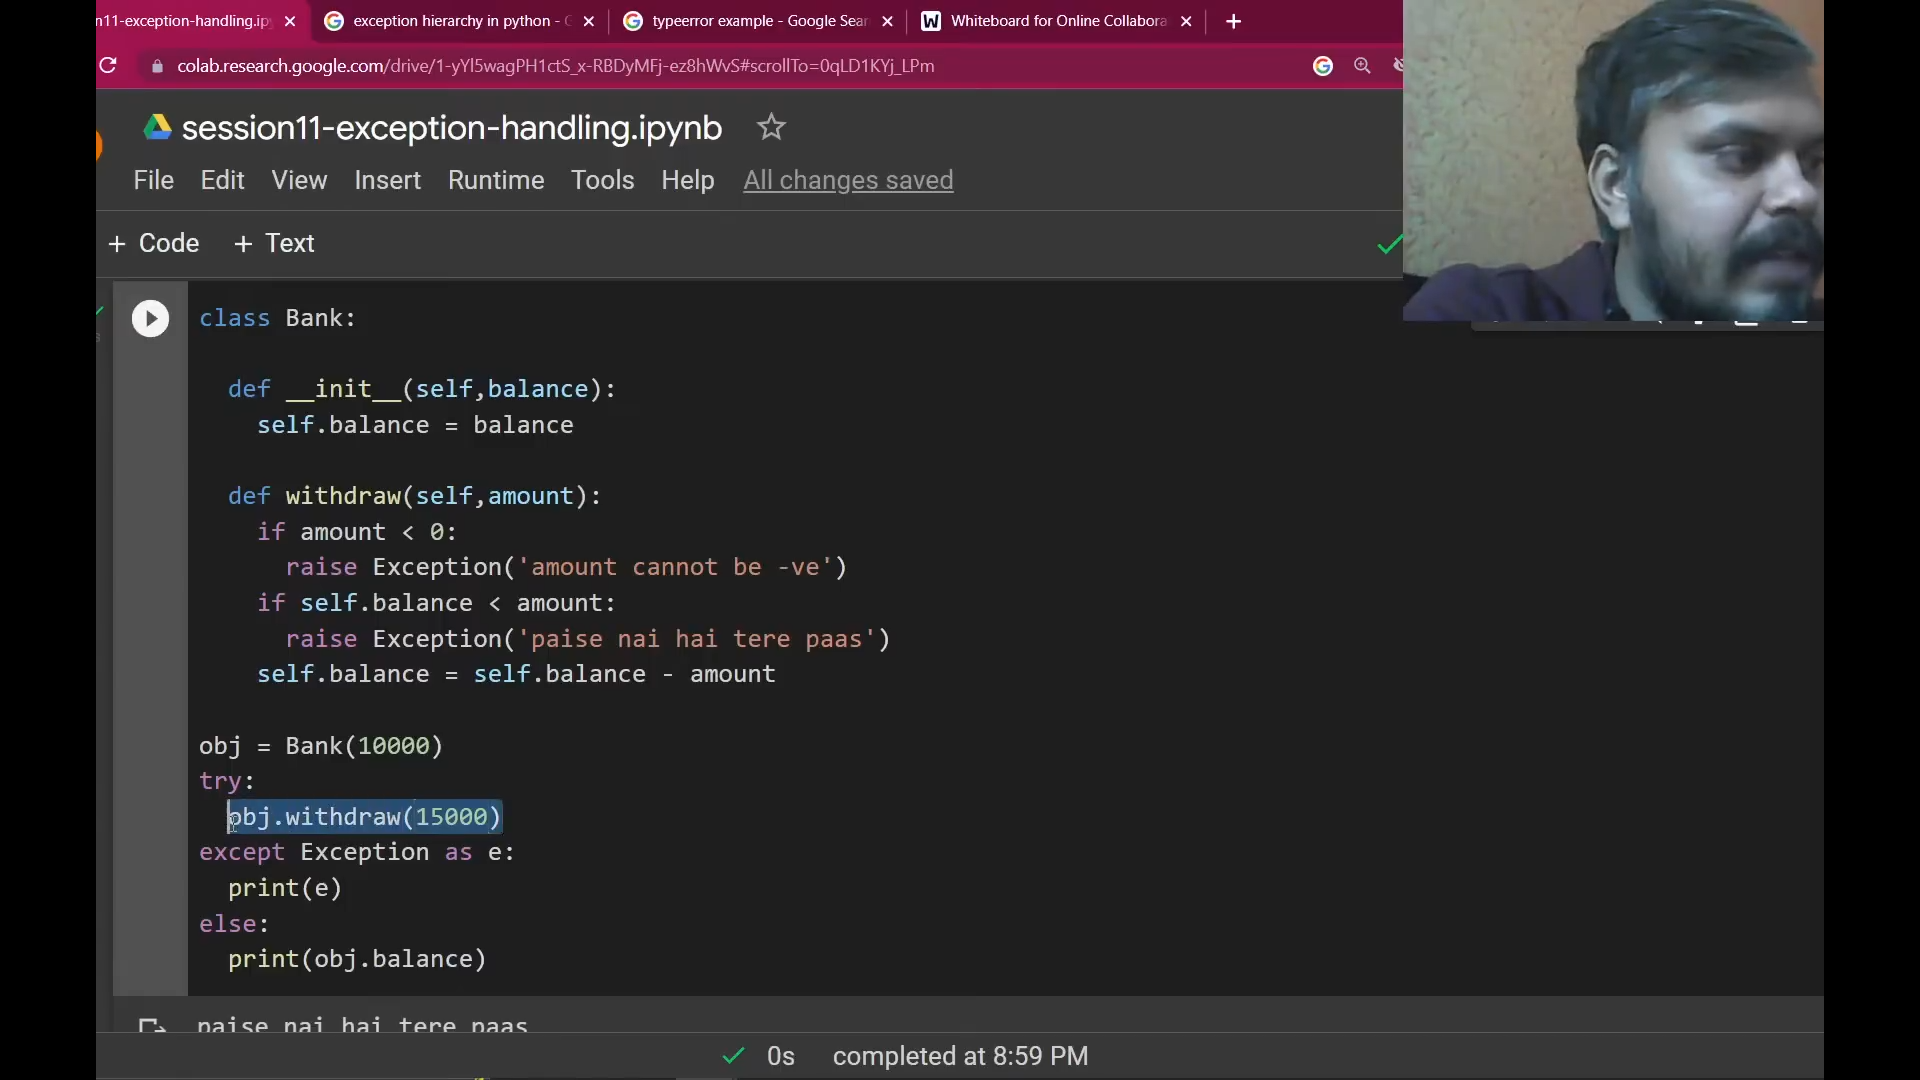 n11-exception-handling.ipy
exception hierarchy in python - G
typeerror example - Google Sear
Whiteboard for Online Collabora
colab.research.google.com/drive/1-yYl5wagPH1ctS_x-RBDyMFj-ez8hWvS#scrollTo=0qLD1KYj_LPm
session11-exception-handling.ipynb
File Edit View Insert Runtime Tools Help All changes saved
+ Code + Text
class Bank:
def __init__(self,balance):
self.balance = balance
def withdraw(self,amount):
if amount < 0:
raise Exception('amount cannot be -ve')
if self.balance < amount:
raise Exception('paise nai hai tere paas')
self.balance = self.balance - amount
obj = Bank(10000)
try:
obj.withdraw(15000)
except Exception as e:
print(e)
else:
print(obj.balance)
paise nai hai tere paas
0s completed at 8:59 PM